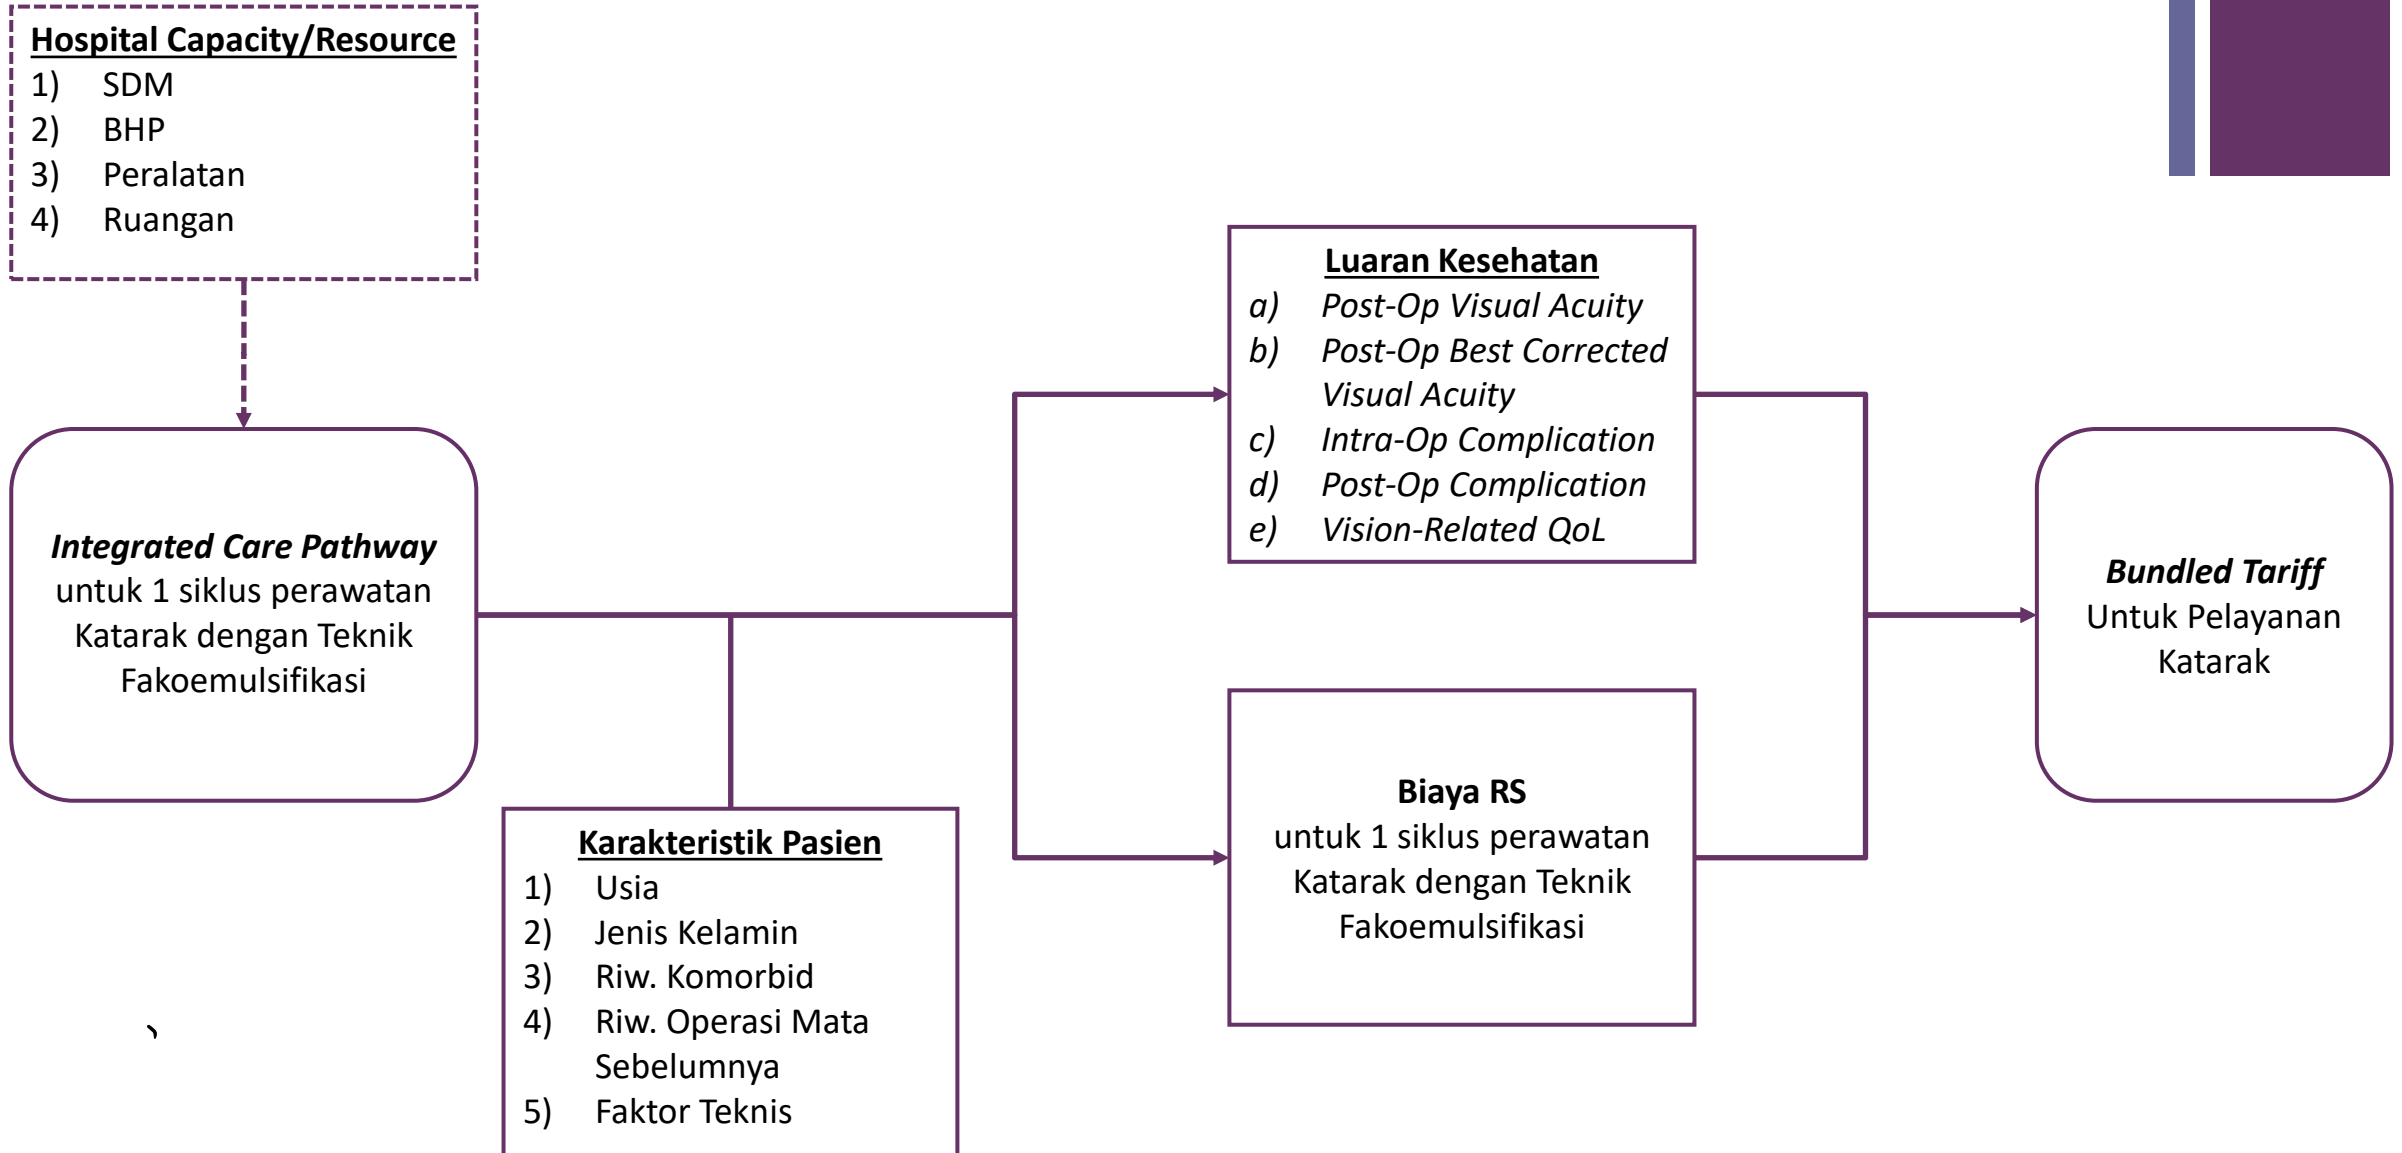 Hospital Capacity/Resource
1) SDM
2) BHP
3) Peralatan
4) Ruangan
Integrated Care Pathway
untuk 1 siklus perawatan
Katarak dengan Teknik
Fakoemulsifikasi
Karakteristik Pasien
1) Usia
2) Jenis Kelamin
3) Riw. Komorbid
4) Riw. Operasi Mata
Sebelumnya
5) Faktor Teknis
Luaran Kesehatan
a) Post-Op Visual Acuity
b) Post-Op Best Corrected
Visual Acuity
c) Intra-Op Complication
d) Post-Op Complication
e) Vision-Related QoL
Biaya RS
untuk 1 siklus perawatan
Katarak dengan Teknik
Fakoemulsifikasi
Bundled Tariff
Untuk Pelayanan
Katarak